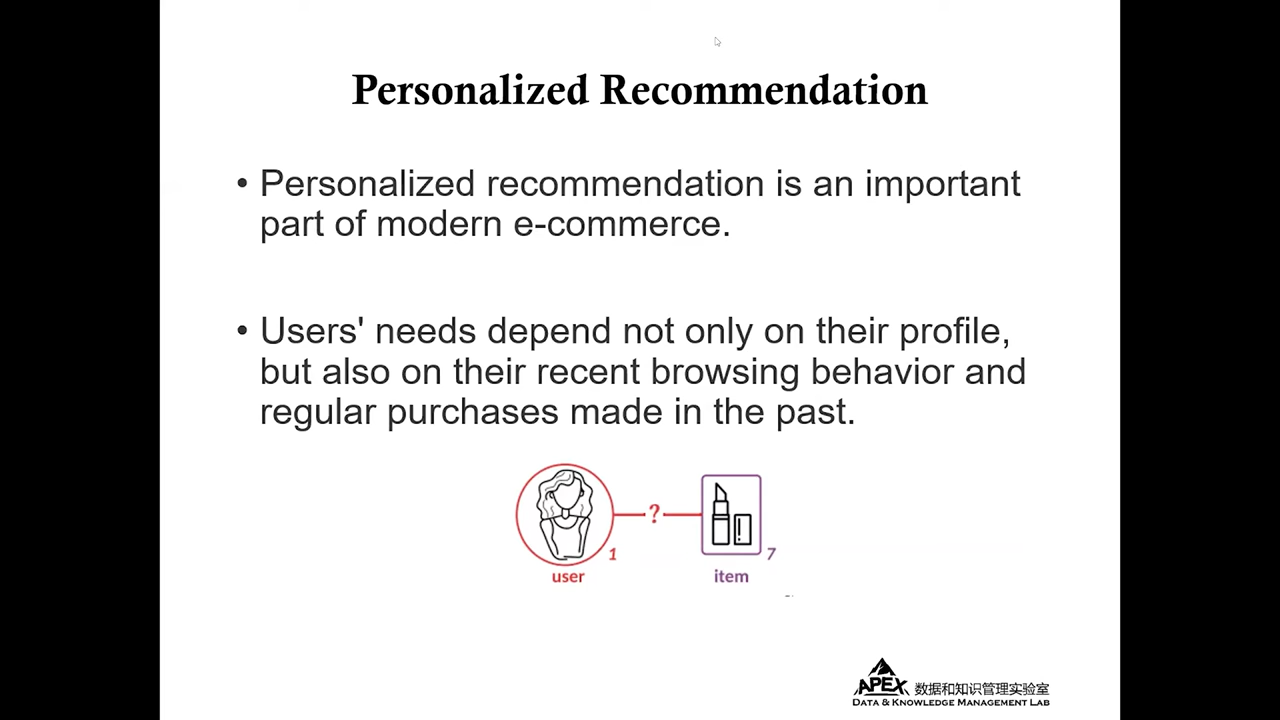 Personalized Recommendation
• Personalized recommendation is an important
part of modern e-commerce.
• Users' needs depend not only on their profile,
but also on their recent browsing behavior and
regular purchases made in the past.
?
1
7
user
item
APEX 数据和知识管理实验室
DATA & KNOWLEDGE MANAGEMENT LAB